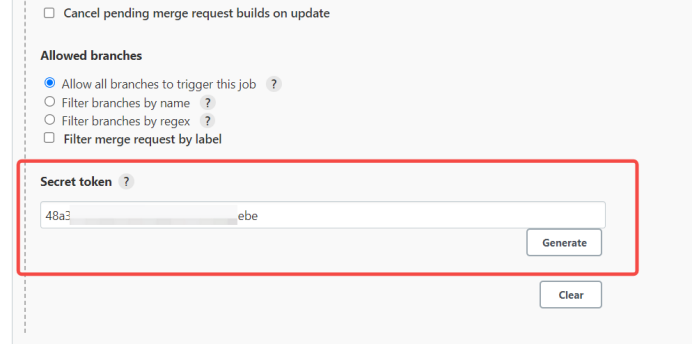 Cancel pending merge request builds on update
Allowed branches
Allow all branches to trigger this job ?
Filter branches by name ?
Filter branches by regex ?
Filter merge request by label
Secret token ?
48a3 ebe
Generate
Clear